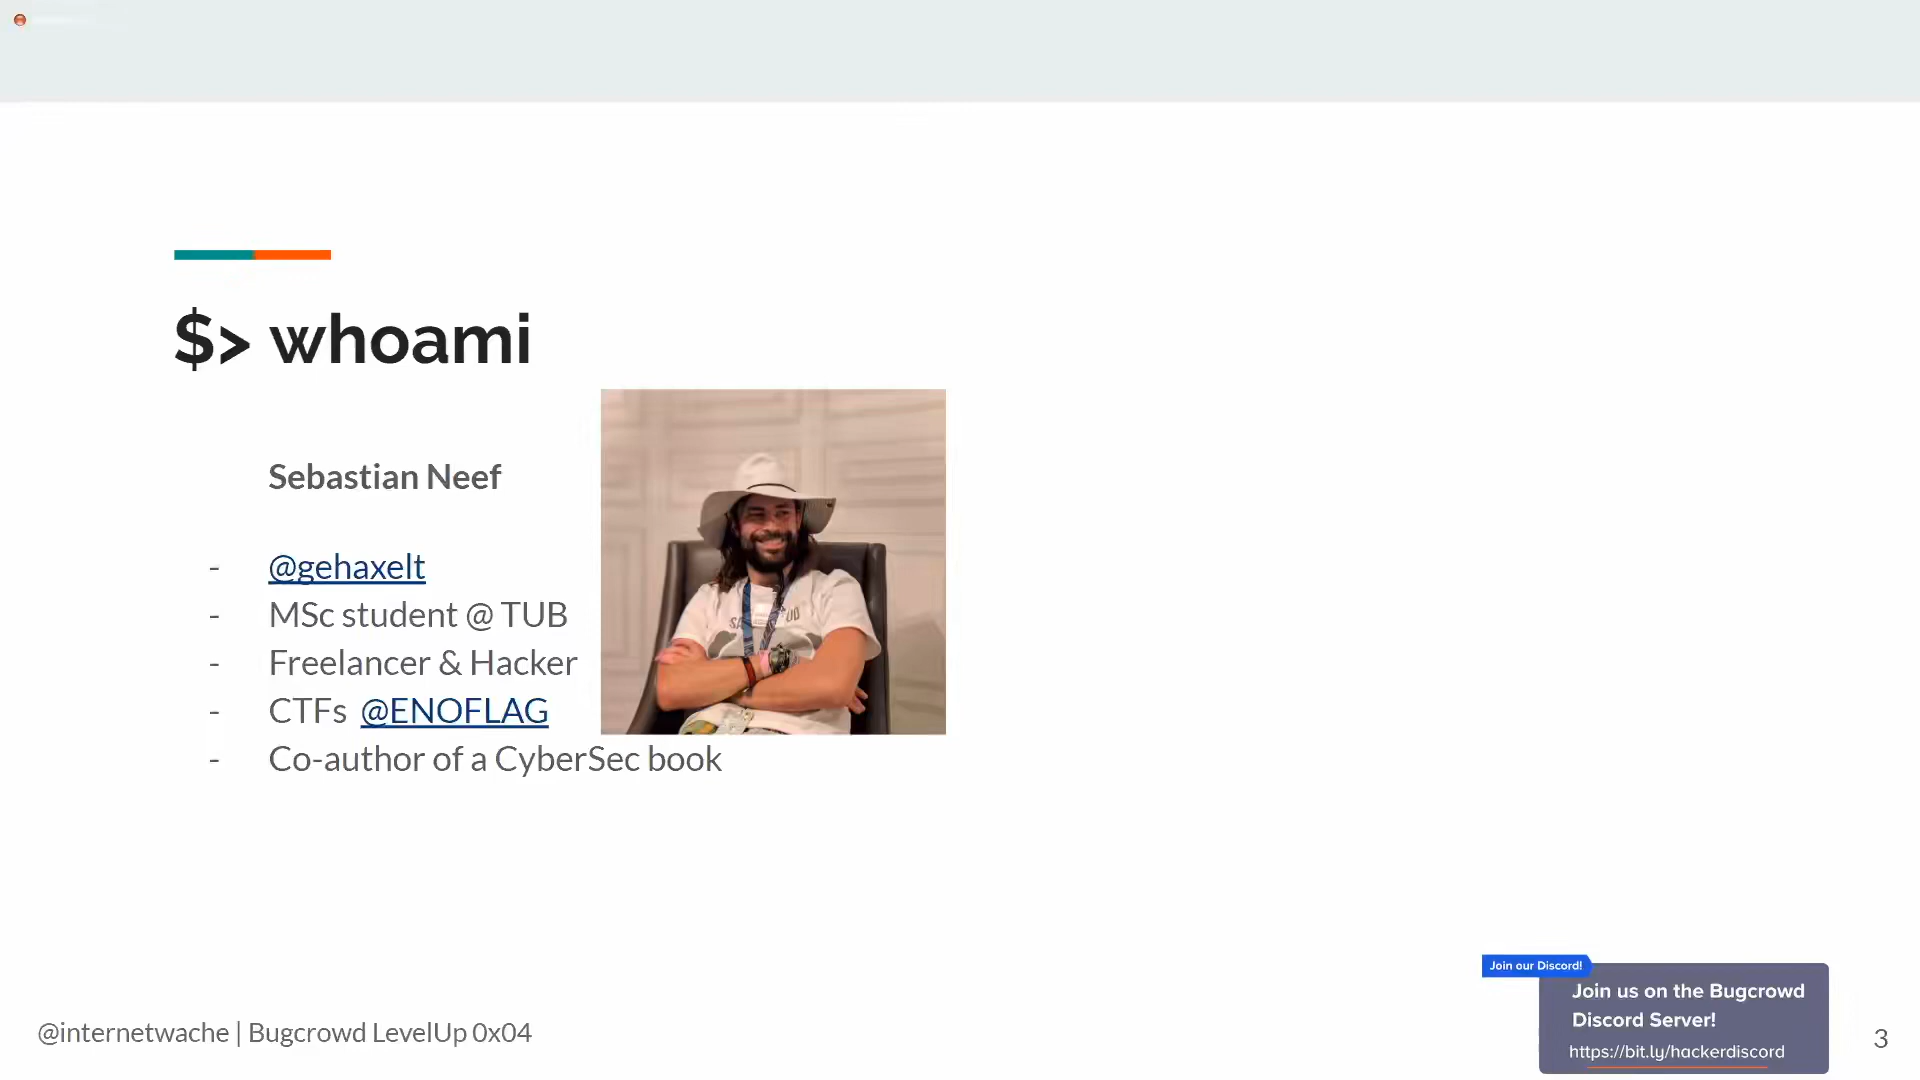 $> whoami
Sebastian Neef
- @gehaxelt
- MSc student @ TUB
- Freelancer & Hacker
- CTFs @ENOFLAG
- Co-author of a CyberSec book
Join our Discord!
Join us on the Bugcrowd
Discord Server!
https://bit.ly/hackerdiscord
@internetwache | Bugcrowd LevelUp 0x04
3